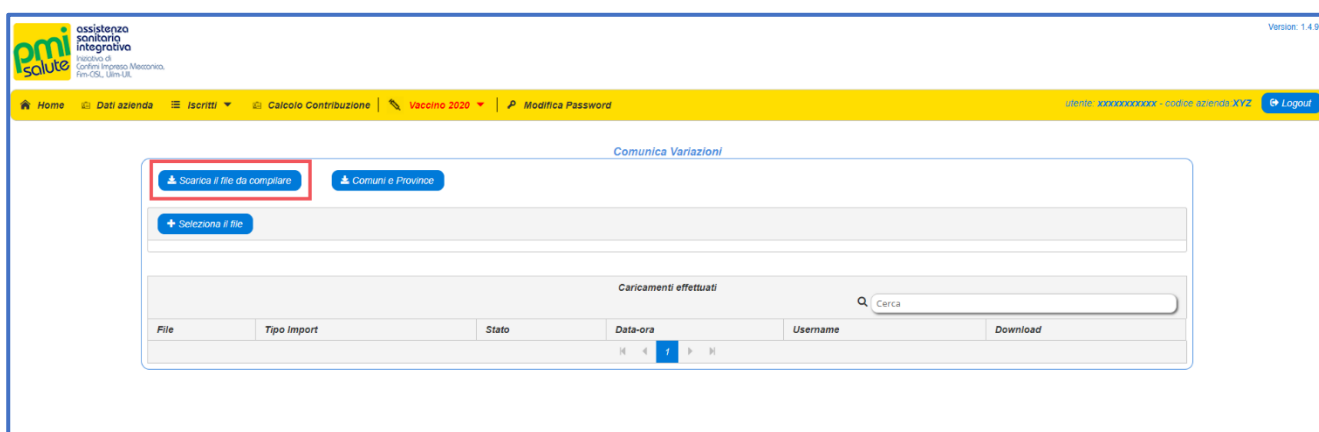 assistenza
sanitaria
integrativa
pmi
salute
Iniziativa di
Confimi Impresa Meccanica,
Fim-CISL, Uilm-UIL.
Version: 1.4.9
Home Dati azienda Iscritti Calcolo Contribuzione Vaccino 2020 Modifica Password utente: xxxxxxxxxxx - codice azienda:XYZ Logout
Comunica Variazioni
Scarica il file da compilare Comuni e Province
Seleziona il file
Caricamenti effettuati
Cerca
File Tipo Import Stato Data-ora Username Download
1